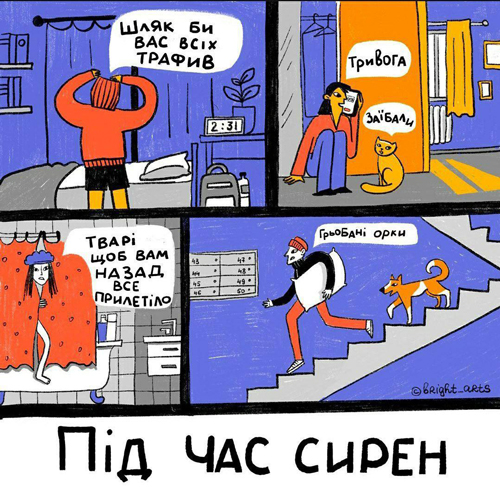 Шляк би
вас всіх
трафив
2:31
Тривога
Заїбали
Тварі
щоб вам
назад
все
прилетіло
Грьобані орки
43 47
44 48
45 49
46 50
©bright_arts
Під час сирен